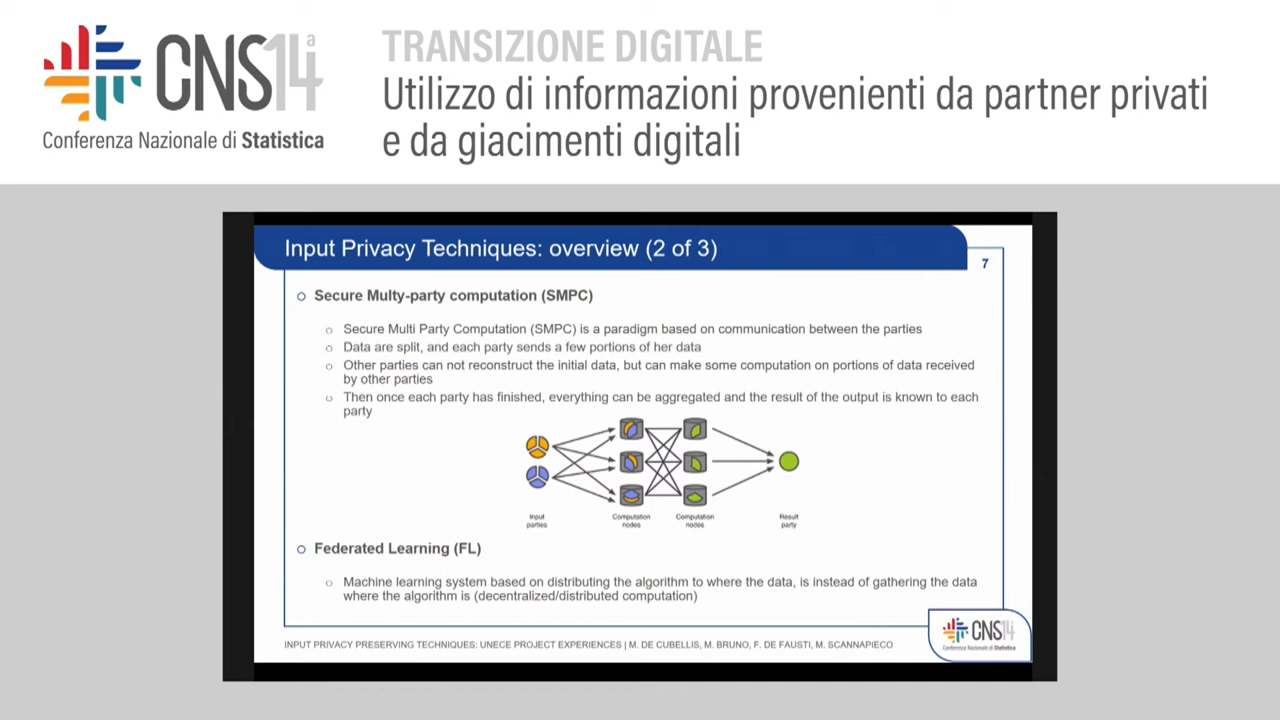 CNS14ª
Conferenza Nazionale di Statistica
TRANSIZIONE DIGITALE
Utilizzo di informazioni provenienti da partner privati
e da giacimenti digitali
Input Privacy Techniques: overview (2 of 3)
7
Secure Multy-party computation (SMPC)
Secure Multi Party Computation (SMPC) is a paradigm based on communication between the parties
Data are split, and each party sends a few portions of her data
Other parties can not reconstruct the initial data, but can make some computation on portions of data received
by other parties
Then once each party has finished, everything can be aggregated and the result of the output is known to each
party
Input
parties
Computation
nodes
Computation
nodes
Result
party
Federated Learning (FL)
Machine learning system based on distributing the algorithm to where the data, is instead of gathering the data
where the algorithm is (decentralized/distributed computation)
INPUT PRIVACY PRESERVING TECHNIQUES: UNECE PROJECT EXPERIENCES | M. DE CUBELLIS, M. BRUNO, F. DE FAUSTI, M. SCANNAPIECO
CNS14
Conferenza Nazionale di Statistica